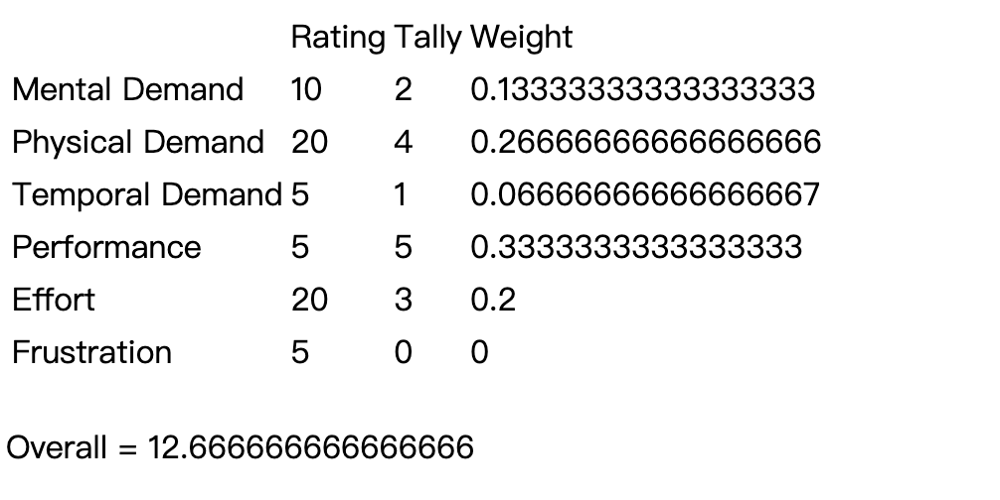 Rating Tally Weight
Mental Demand 10 2 0.13333333333333333
Physical Demand 20 4 0.26666666666666666
Temporal Demand 5 1 0.06666666666666667
Performance 5 5 0.3333333333333333
Effort 20 3 0.2
Frustration 5 0 0
Overall = 12.666666666666666